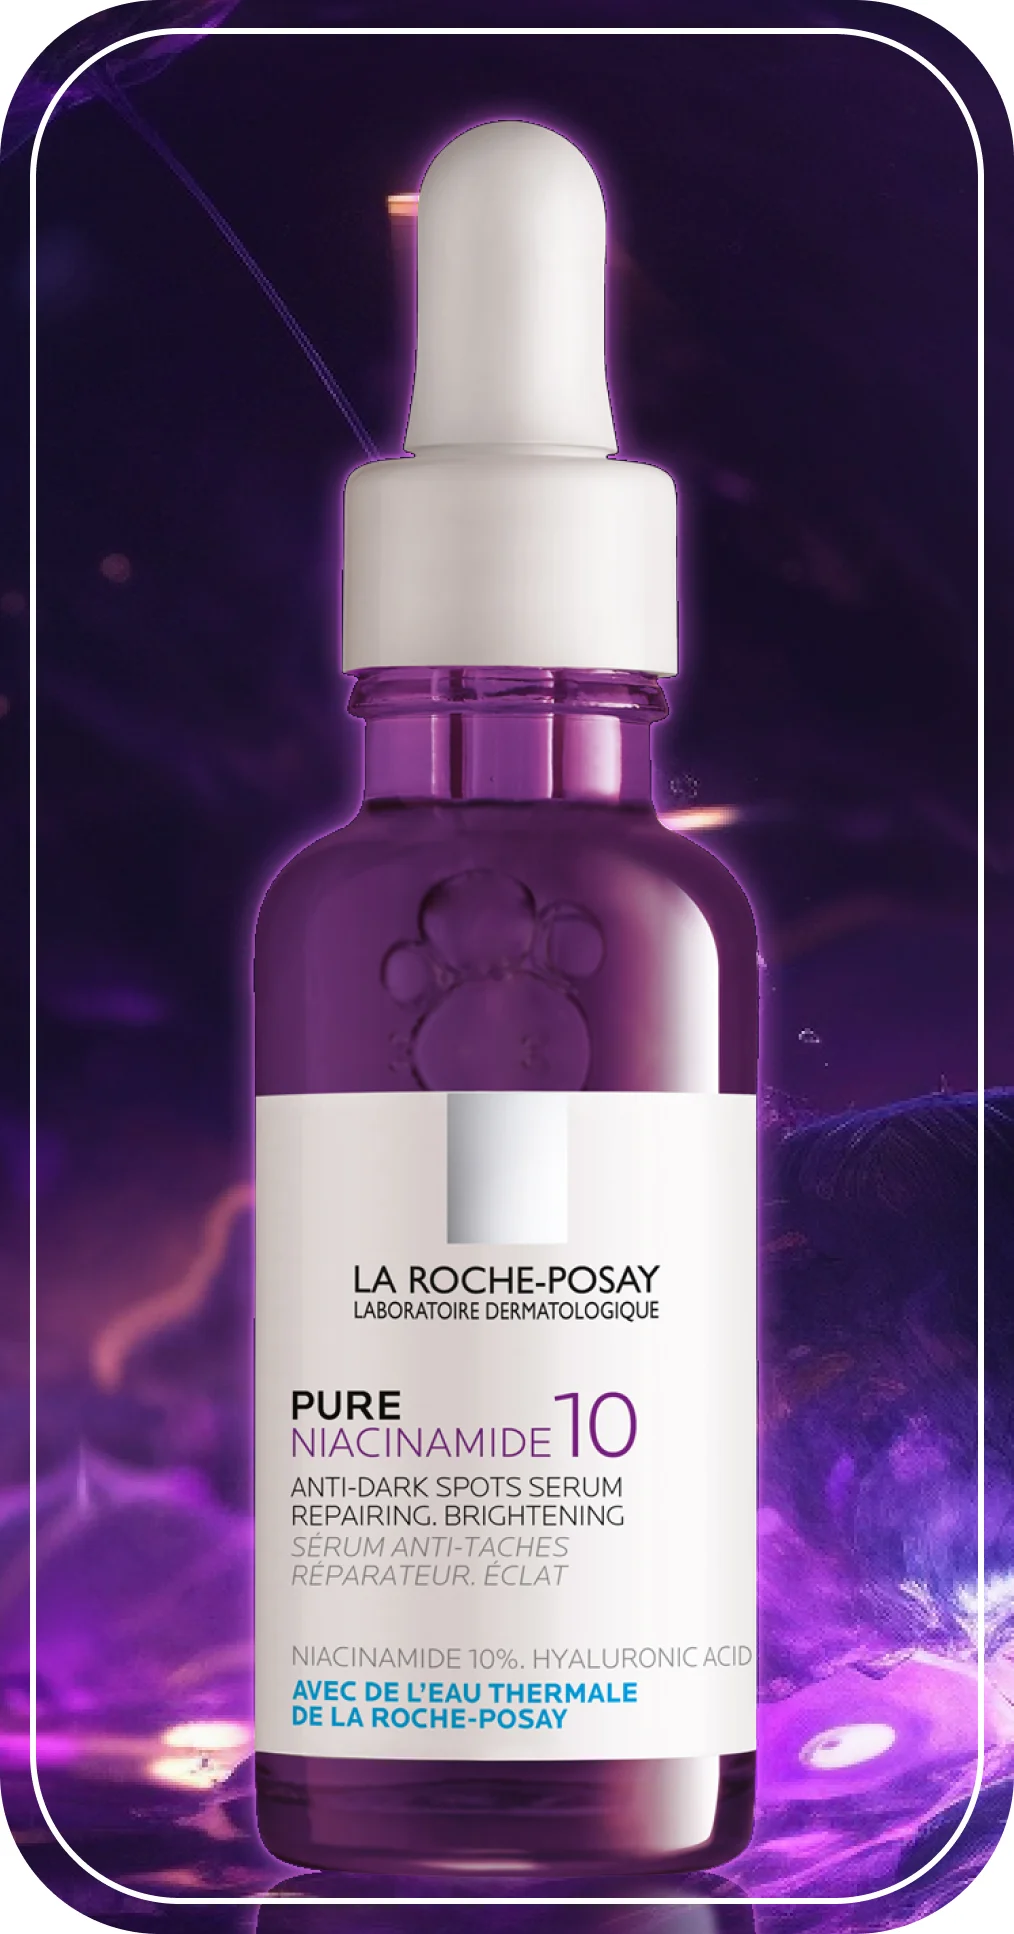 LA ROCHE-POSAY
LABORATOIRE DERMATOLOGIQUE
PURE
NIACINAMIDE 10
ANTI-DARK SPOTS SERUM
REPAIRING. BRIGHTENING
SÉRUM ANTI-TACHES
RÉPARATEUR. ÉCLAT
NIACINAMIDE 10%. HYALURONIC ACID
AVEC DE L'EAU THERMALE
DE LA ROCHE-POSAY